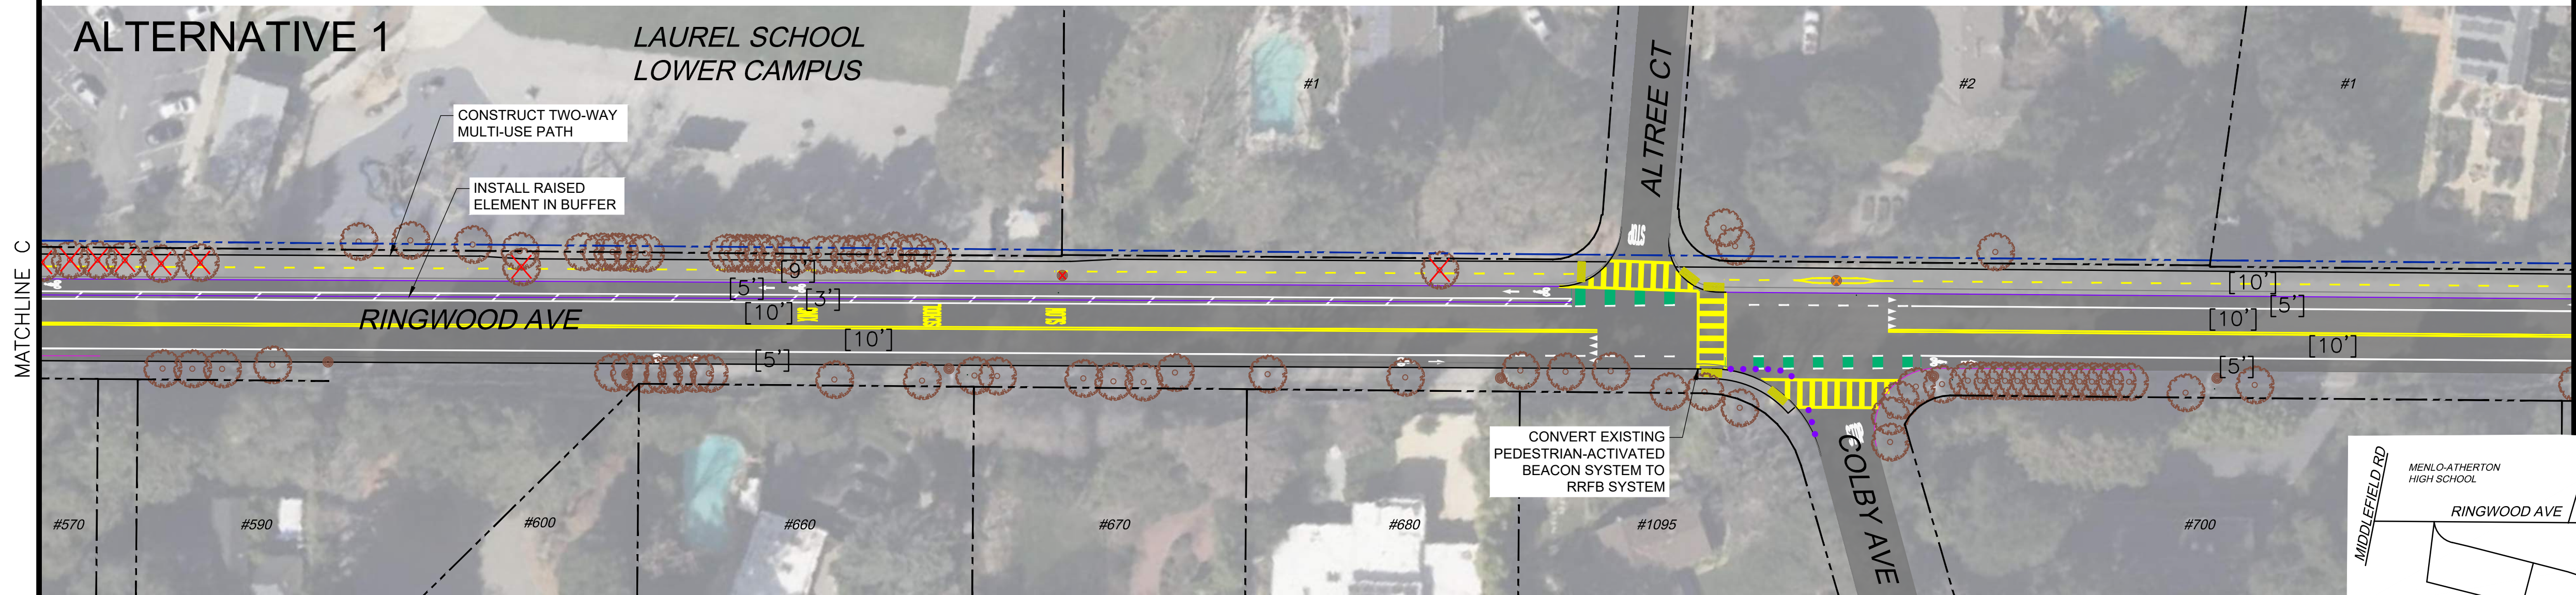 ALTERNATIVE 1
LAUREL SCHOOL
LOWER CAMPUS
CONSTRUCT TWO-WAY
MULTI-USE PATH
INSTALL RAISED
ELEMENT IN BUFFER
MATCHLINE C
#1
ALTREE CT
#2
#1
STOP
[9']
[5']
[3']
[10']
RINGWOOD AVE
[10']
[5']
[10']
[5']
[10']
[10']
[5']
CONVERT EXISTING
PEDESTRIAN-ACTIVATED
BEACON SYSTEM TO
RRFB SYSTEM
COLBY AVE
#570
#590
#600
#660
#670
#680
#1095
#700
MIDDLEFIELD RD
MENLO-ATHERTON
HIGH SCHOOL
RINGWOOD AVE